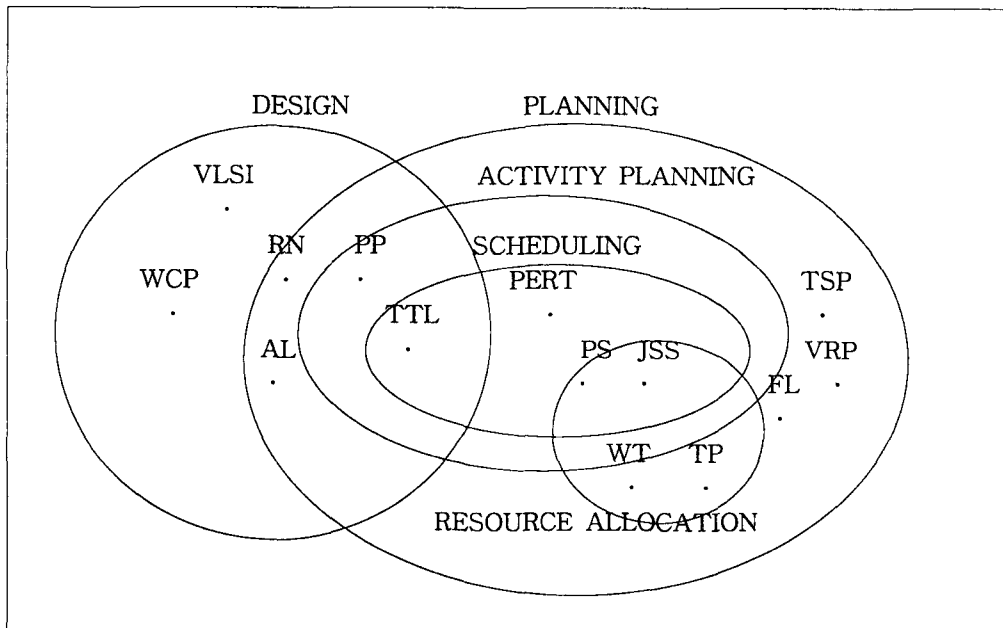 DESIGN PLANNING
VLSI ACTIVITY PLANNING
RN PP SCHEDULING
WCP PERT TSP
TTL
AL PS JSS VRP
FL
WT TP
RESOURCE ALLOCATION